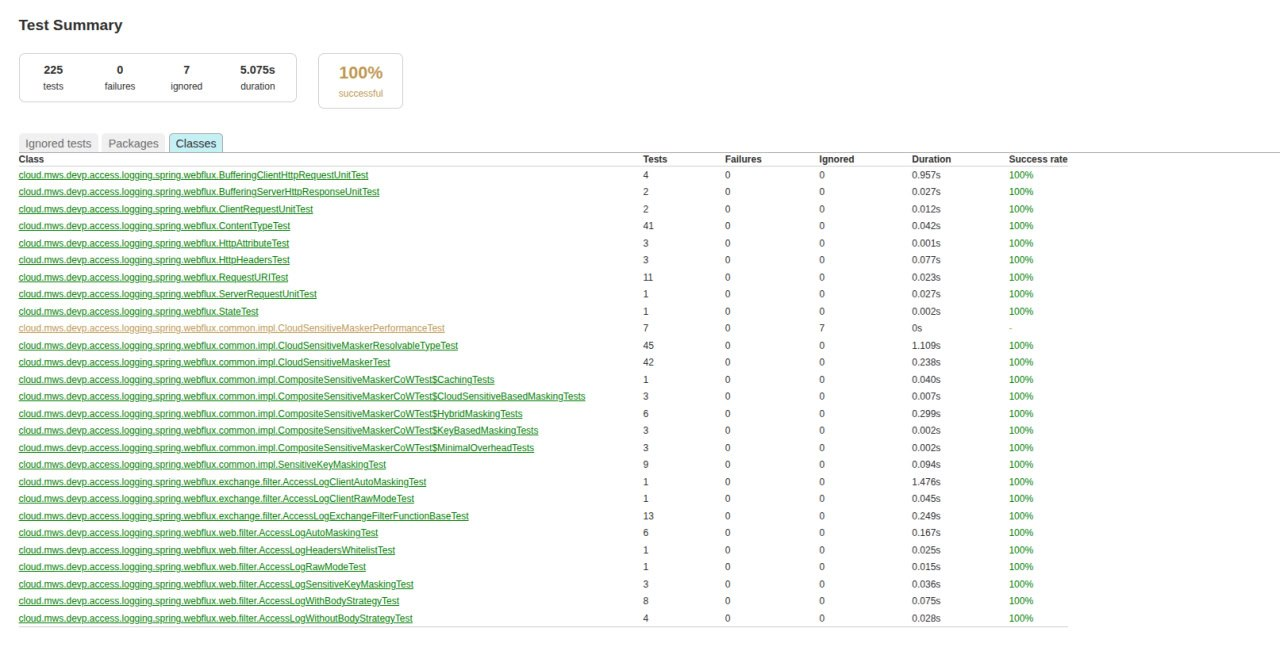 Test Summary
225 0 7 5.075s
tests failures ignored duration
100%
successful
Ignored tests Packages Classes
Class Tests Failures Ignored Duration Success rate
cloud.mws.devp.access.logging.spring.webflux.BufferingClientHttpRequestUnitTest 4 0 0 0.957s 100%
cloud.mws.devp.access.logging.spring.webflux.BufferingServerHttpResponseUnitTest 2 0 0 0.027s 100%
cloud.mws.devp.access.logging.spring.webflux.ClientRequestUnitTest 2 0 0 0.012s 100%
cloud.mws.devp.access.logging.spring.webflux.ContentTypeTest 41 0 0 0.042s 100%
cloud.mws.devp.access.logging.spring.webflux.HttpAttributeTest 3 0 0 0.001s 100%
cloud.mws.devp.access.logging.spring.webflux.HttpHeadersTest 3 0 0 0.077s 100%
cloud.mws.devp.access.logging.spring.webflux.RequestURITest 11 0 0 0.023s 100%
cloud.mws.devp.access.logging.spring.webflux.ServerRequestUnitTest 1 0 0 0.027s 100%
cloud.mws.devp.access.logging.spring.webflux.StateTest 1 0 0 0.002s 100%
cloud.mws.devp.access.logging.spring.webflux.common.impl.CloudSensitiveMaskerPerformanceTest 7 0 7 0s -
cloud.mws.devp.access.logging.spring.webflux.common.impl.CloudSensitiveMaskerResolvableTypeTest 45 0 0 1.109s 100%
cloud.mws.devp.access.logging.spring.webflux.common.impl.CloudSensitiveMaskerTest 42 0 0 0.238s 100%
cloud.mws.devp.access.logging.spring.webflux.common.impl.CompositeSensitiveMaskerCoWTest$CachingTests 1 0 0 0.040s 100%
cloud.mws.devp.access.logging.spring.webflux.common.impl.CompositeSensitiveMaskerCoWTest$CloudSensitiveBasedMaskingTests 3 0 0 0.007s 100%
cloud.mws.devp.access.logging.spring.webflux.common.impl.CompositeSensitiveMaskerCoWTest$HybridMaskingTests 6 0 0 0.299s 100%
cloud.mws.devp.access.logging.spring.webflux.common.impl.CompositeSensitiveMaskerCoWTest$KeyBasedMaskingTests 3 0 0 0.002s 100%
cloud.mws.devp.access.logging.spring.webflux.common.impl.CompositeSensitiveMaskerCoWTest$MinimalOverheadTests 3 0 0 0.002s 100%
cloud.mws.devp.access.logging.spring.webflux.common.impl.SensitiveKeyMaskingTest 9 0 0 0.094s 100%
cloud.mws.devp.access.logging.spring.webflux.exchange.filter.AccessLogClientAutoMaskingTest 1 0 0 1.476s 100%
cloud.mws.devp.access.logging.spring.webflux.exchange.filter.AccessLogClientRawModeTest 1 0 0 0.045s 100%
cloud.mws.devp.access.logging.spring.webflux.exchange.filter.AccessLogExchangeFilterFunctionBaseTest 13 0 0 0.249s 100%
cloud.mws.devp.access.logging.spring.webflux.web.filter.AccessLogAutoMaskingTest 6 0 0 0.167s 100%
cloud.mws.devp.access.logging.spring.webflux.web.filter.AccessLogHeadersWhitelistTest 1 0 0 0.025s 100%
cloud.mws.devp.access.logging.spring.webflux.web.filter.AccessLogRawModeTest 1 0 0 0.015s 100%
cloud.mws.devp.access.logging.spring.webflux.web.filter.AccessLogSensitiveKeyMaskingTest 3 0 0 0.036s 100%
cloud.mws.devp.access.logging.spring.webflux.web.filter.AccessLogWithBodyStrategyTest 8 0 0 0.075s 100%
cloud.mws.devp.access.logging.spring.webflux.web.filter.AccessLogWithoutBodyStrategyTest 4 0 0 0.028s 100%